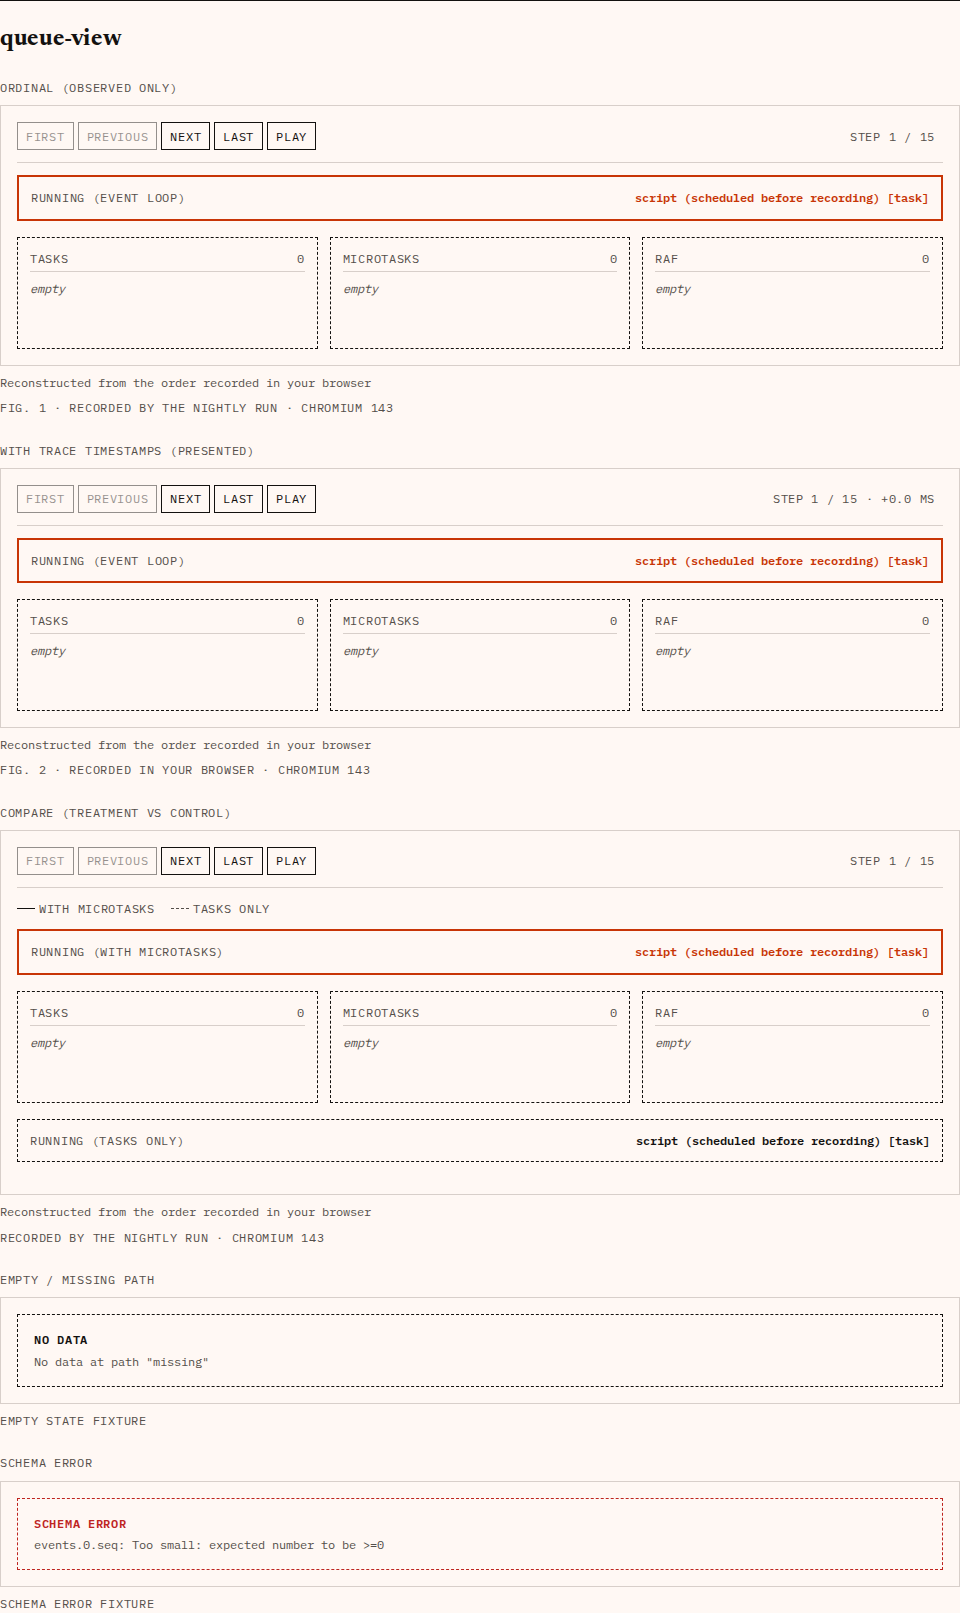 queue-view
ORDINAL (OBSERVED ONLY)
FIRST PREVIOUS NEXT LAST PLAY STEP 1 / 15
RUNNING (EVENT LOOP) script (scheduled before recording) [task]
TASKS 0 MICROTASKS 0 RAF 0
empty empty empty
Reconstructed from the order recorded in your browser
FIG. 1 · RECORDED BY THE NIGHTLY RUN · CHROMIUM 143
WITH TRACE TIMESTAMPS (PRESENTED)
FIRST PREVIOUS NEXT LAST PLAY STEP 1 / 15 · +0.0 MS
RUNNING (EVENT LOOP) script (scheduled before recording) [task]
TASKS 0 MICROTASKS 0 RAF 0
empty empty empty
Reconstructed from the order recorded in your browser
FIG. 2 · RECORDED IN YOUR BROWSER · CHROMIUM 143
COMPARE (TREATMENT VS CONTROL)
FIRST PREVIOUS NEXT LAST PLAY STEP 1 / 15
WITH MICROTASKS TASKS ONLY
RUNNING (WITH MICROTASKS) script (scheduled before recording) [task]
TASKS 0 MICROTASKS 0 RAF 0
empty empty empty
RUNNING (TASKS ONLY) script (scheduled before recording) [task]
Reconstructed from the order recorded in your browser
RECORDED BY THE NIGHTLY RUN · CHROMIUM 143
EMPTY / MISSING PATH
NO DATA
No data at path "missing"
EMPTY STATE FIXTURE
SCHEMA ERROR
SCHEMA ERROR
events.0.seq: Too small: expected number to be >=0
SCHEMA ERROR FIXTURE